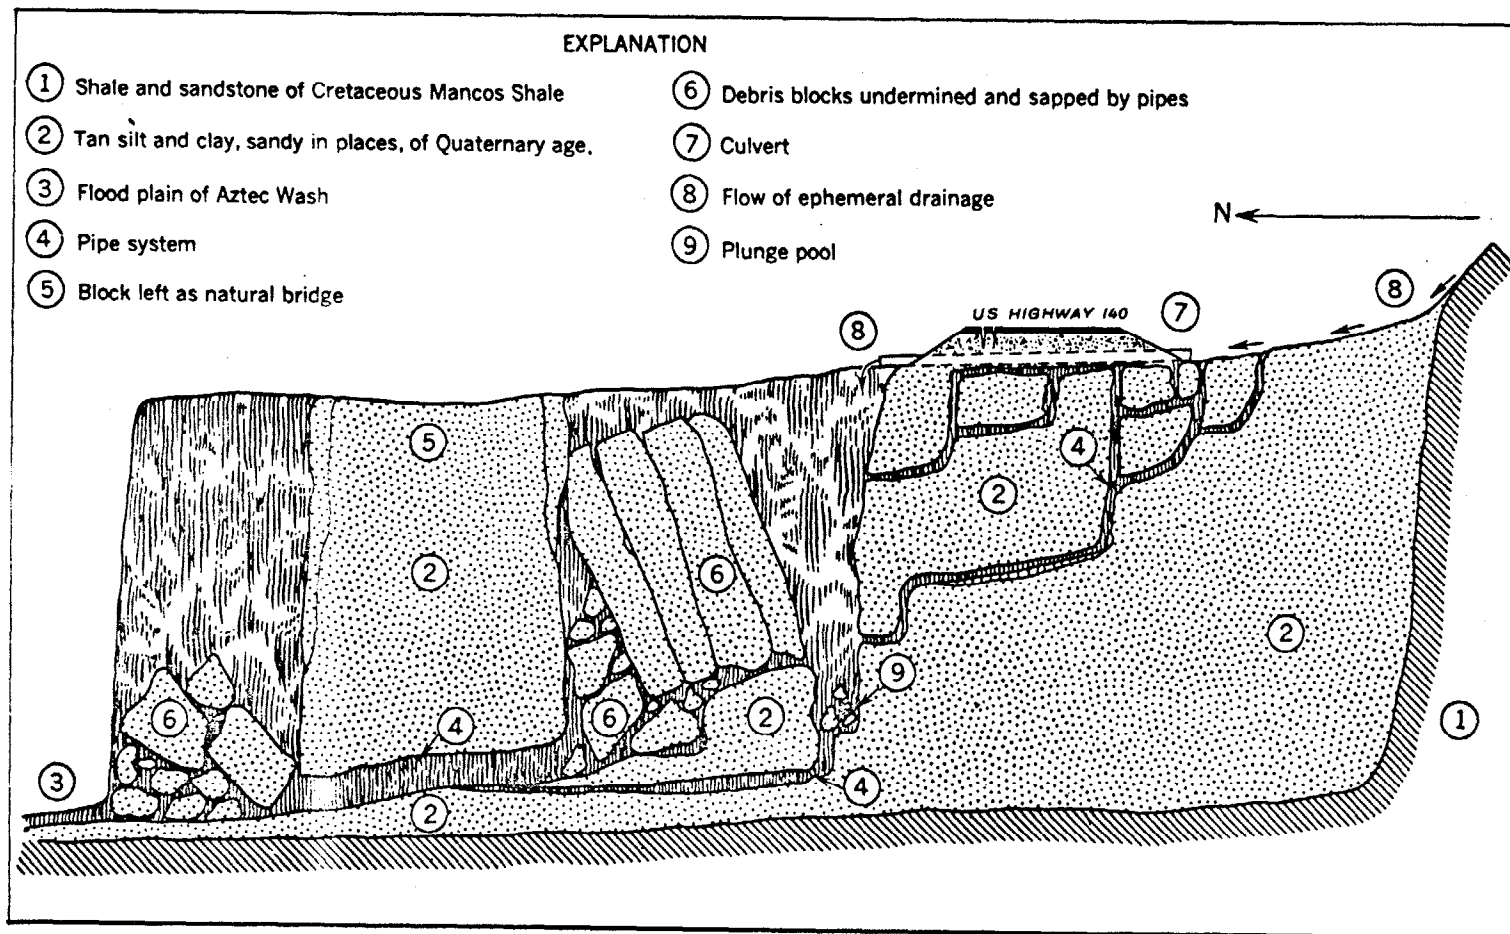 EXPLANATION
1 Shale and sandstone of Cretaceous Mancos Shale
2 Tan silt and clay, sandy in places, of Quaternary age.
3 Flood plain of Aztec Wash
4 Pipe system
5 Block left as natural bridge
6 Debris blocks undermined and sapped by pipes
7 Culvert
8 Flow of ephemeral drainage
9 Plunge pool
N
8
US HIGHWAY 140
7
8
5
4
2
2
6
2
6
6
2
9
1
4
3
2
4